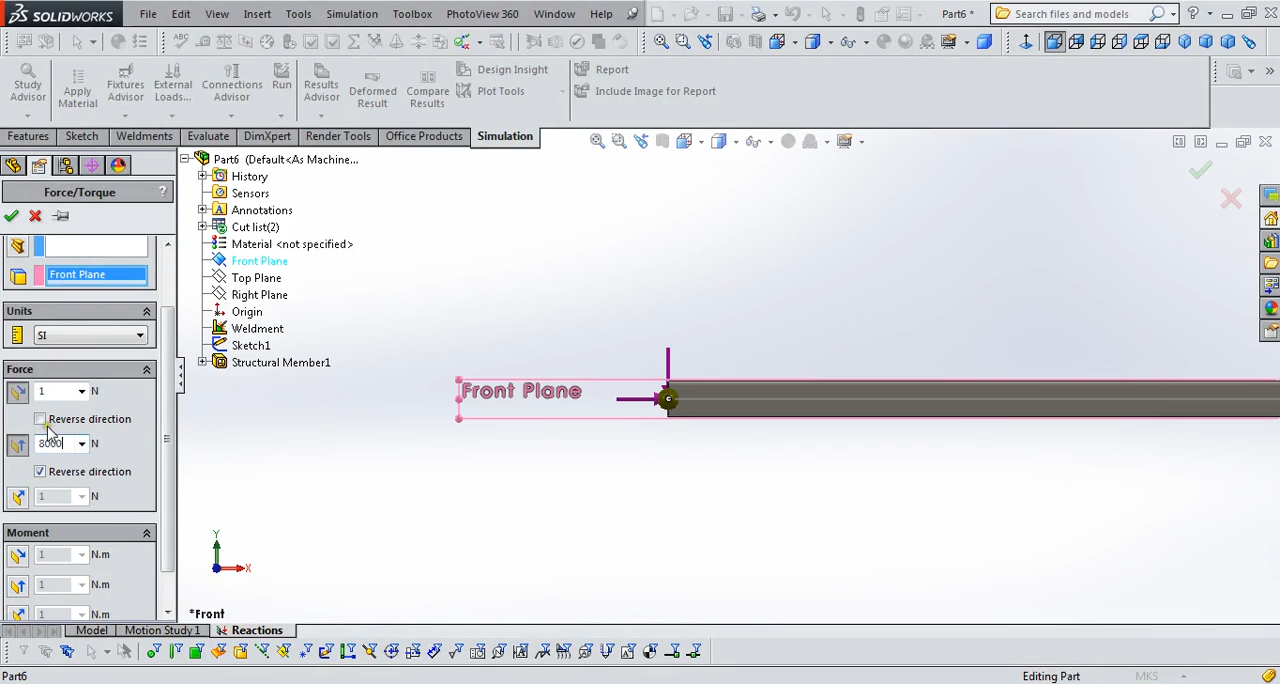 SOLIDWORKS File Edit View Insert Tools Simulation Toolbox PhotoView 360 Window Help Part6 * Search files and models
Study Advisor
Apply Material
Fixtures Advisor
External Loads...
Connections Advisor
Run
Results Advisor
Deformed Result
Compare Results
Design Insight
Plot Tools
Report
Include Image for Report
Features Sketch Weldments Evaluate DimXpert Render Tools Office Products Simulation
Force/Torque ?
Front Plane
Units
SI
Force
1 N
Reverse direction
8000 N
Reverse direction
1 N
Moment
1 N.m
1 N.m
1 N.m
Part6 (Default<As Machine...
History
Sensors
Annotations
Cut list(2)
Material <not specified>
Front Plane
Top Plane
Right Plane
Origin
Weldment
Sketch1
Structural Member1
Front Plane
Y
X
*Front
Model Motion Study 1 Reactions
Part6 Editing Part MKS